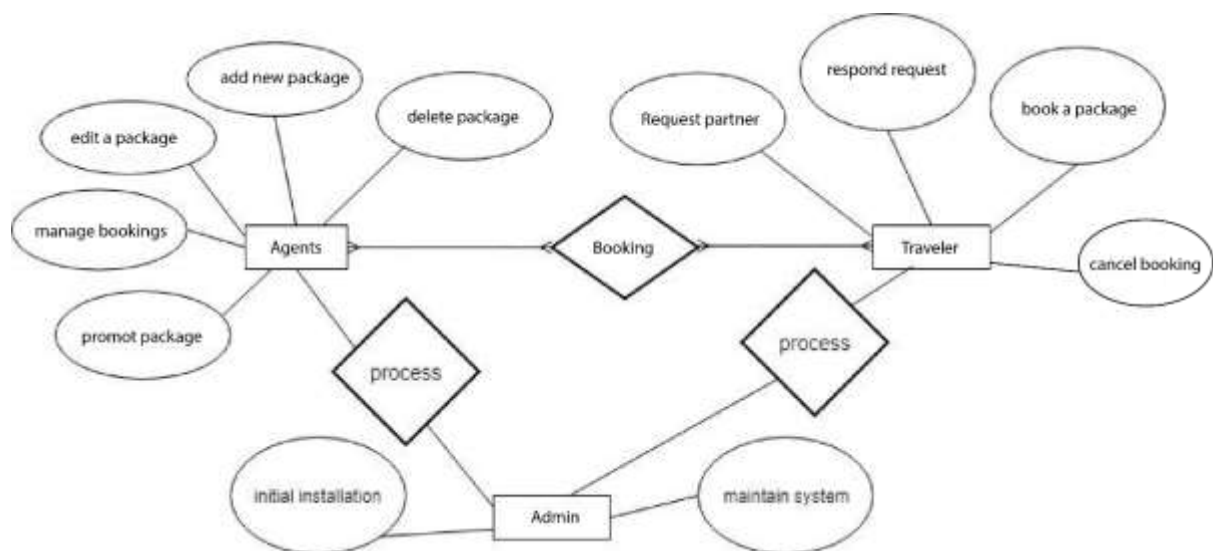 add new package
respond request
edit a package
delete package
Request partner
book a package
manage bookings
Agents
Booking
Traveler
cancel booking
promot package
process
process
initial installation
maintain system
Admin